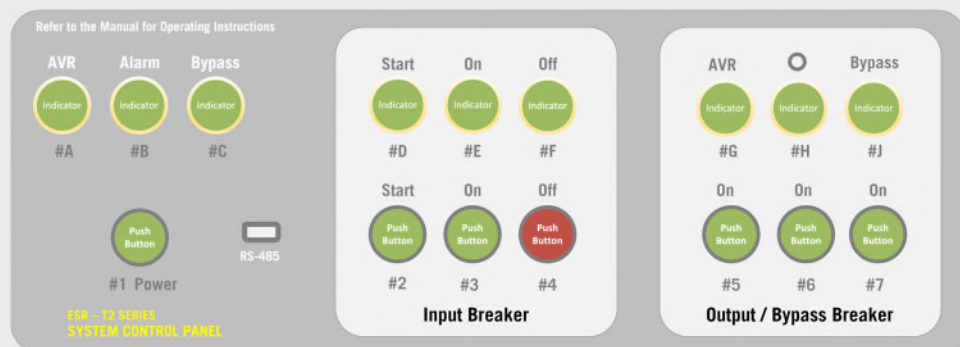 Refer to the Manual for Operating Instructions
AVR Alarm Bypass
Indicator Indicator Indicator
#A #B #C
Push
Button
#1 Power
RS-485
ESR – T2 SERIES
SYSTEM CONTROL PANEL
Start On Off
Indicator Indicator Indicator
#D #E #F
Start On Off
Push Push Push
Button Button Button
#2 #3 #4
Input Breaker
AVR O Bypass
Indicator Indicator Indicator
#G #H #J
On On On
Push Push Push
Button Button Button
#5 #6 #7
Output / Bypass Breaker